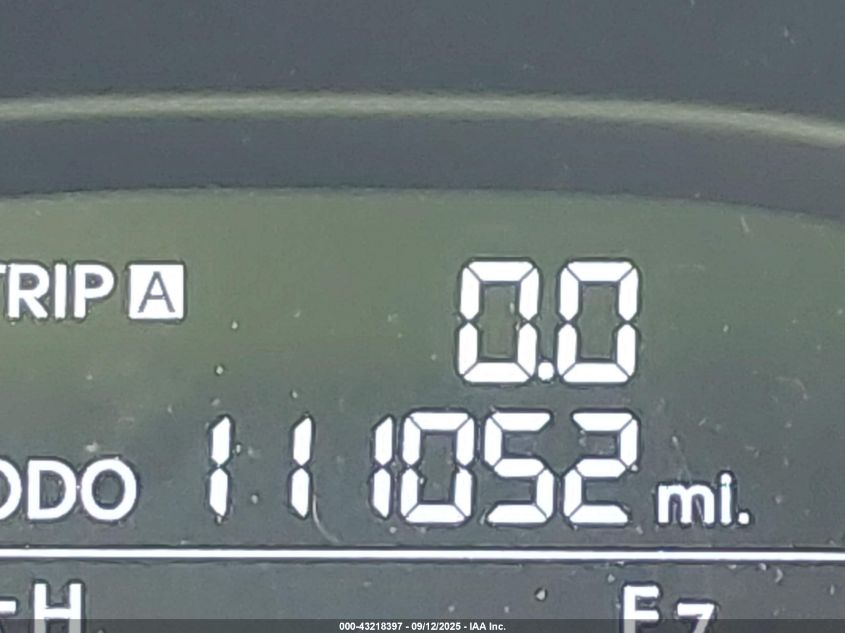 TRIP A 0.0
ODO 111052 mi.
H
000-43218397 - 09/12/2025 - IAA Inc.